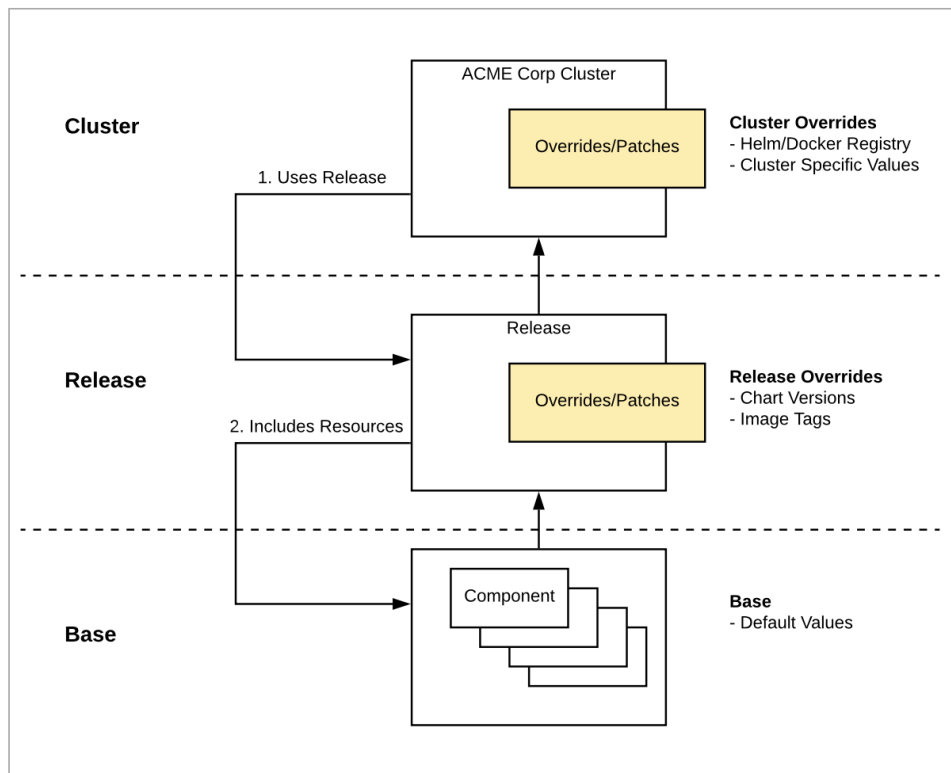 ACME Corp Cluster
Cluster
Overrides/Patches
Cluster Overrides
- Helm/Docker Registry
- Cluster Specific Values
1. Uses Release
Release
Release
Overrides/Patches
Release Overrides
- Chart Versions
- Image Tags
2. Includes Resources
Component
Base
Base
- Default Values